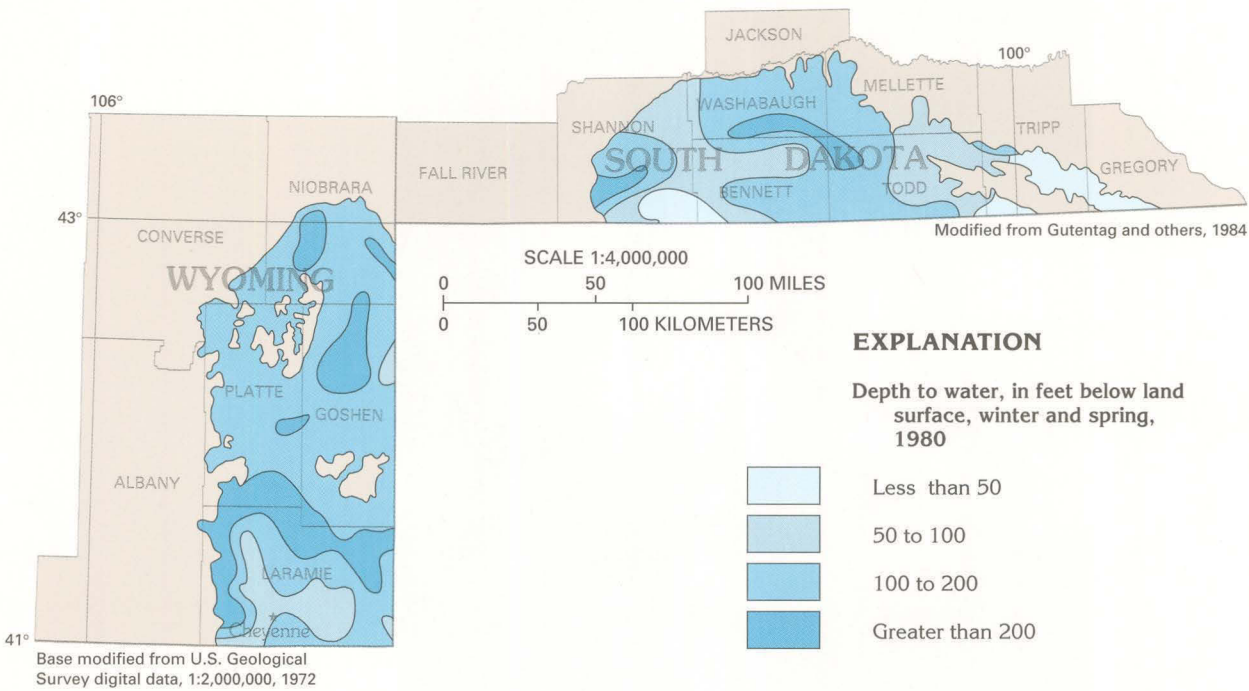 JACKSON
100°
106°
MELLETTE
WASHABAUGH
SHANNON
TRIPP
SOUTH DAKOTA
FALL RIVER
GREGORY
NIOBRARA
BENNETT
TODD
43°
CONVERSE
Modified from Gutentag and others, 1984
SCALE 1:4,000,000
WYOMING
0 50 100 MILES
0 50 100 KILOMETERS
EXPLANATION
Depth to water, in feet below land
surface, winter and spring,
1980
PLATTE
GOSHEN
ALBANY
Less than 50
50 to 100
LARAMIE
100 to 200
Cheyenne
Greater than 200
41°
Base modified from U.S. Geological
Survey digital data, 1:2,000,000, 1972